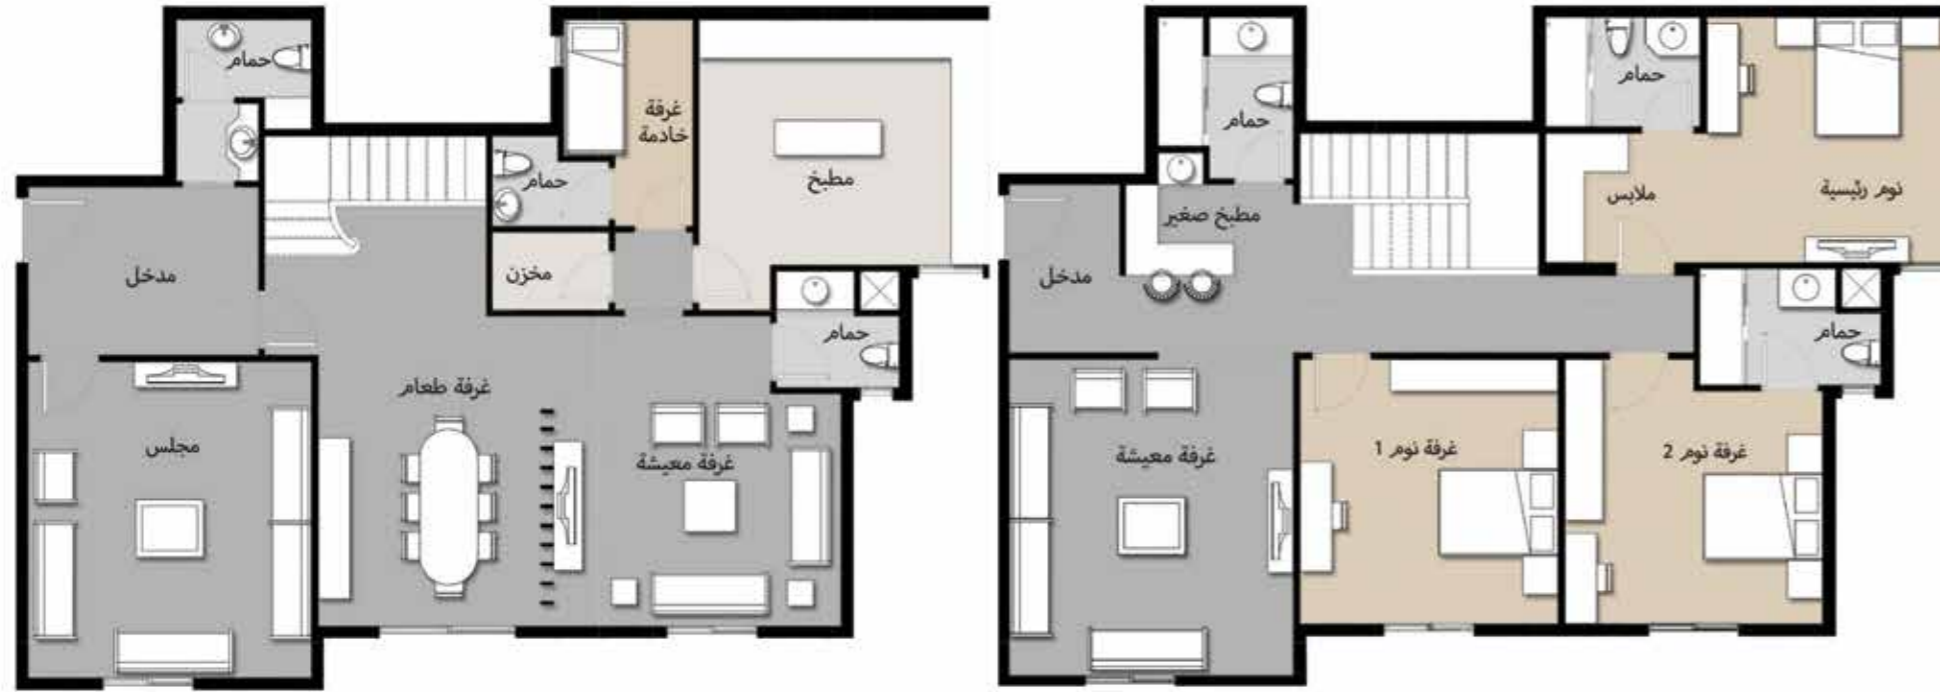 حمام
غرفة
خادمة
حمام
مطبخ
مخزن
مدخل
حمام
غرفة طعام
مجلس
غرفة معيشة
حمام
حمام
نوم رئيسية
ملابس
مطبخ صغير
مدخل
حمام
غرفة معيشة
غرفة نوم 1
غرفة نوم 2